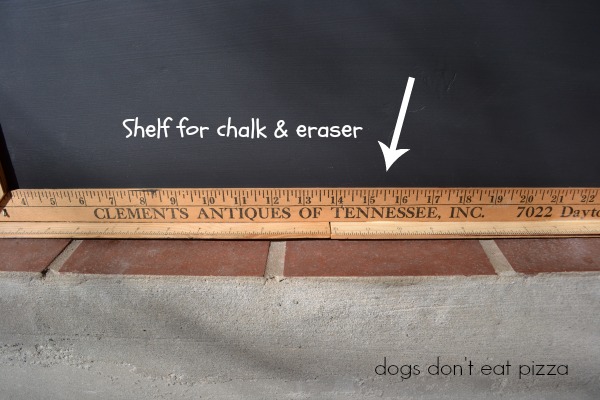 Shelf for chalk & eraser
4 5 6 7 8 9 10 11 12 13 14 15 16 17 18 19 20 21 22
CLEMENTS ANTIQUES OF TENNESSEE, INC. 7022 Dayto
dogs don't eat pizza